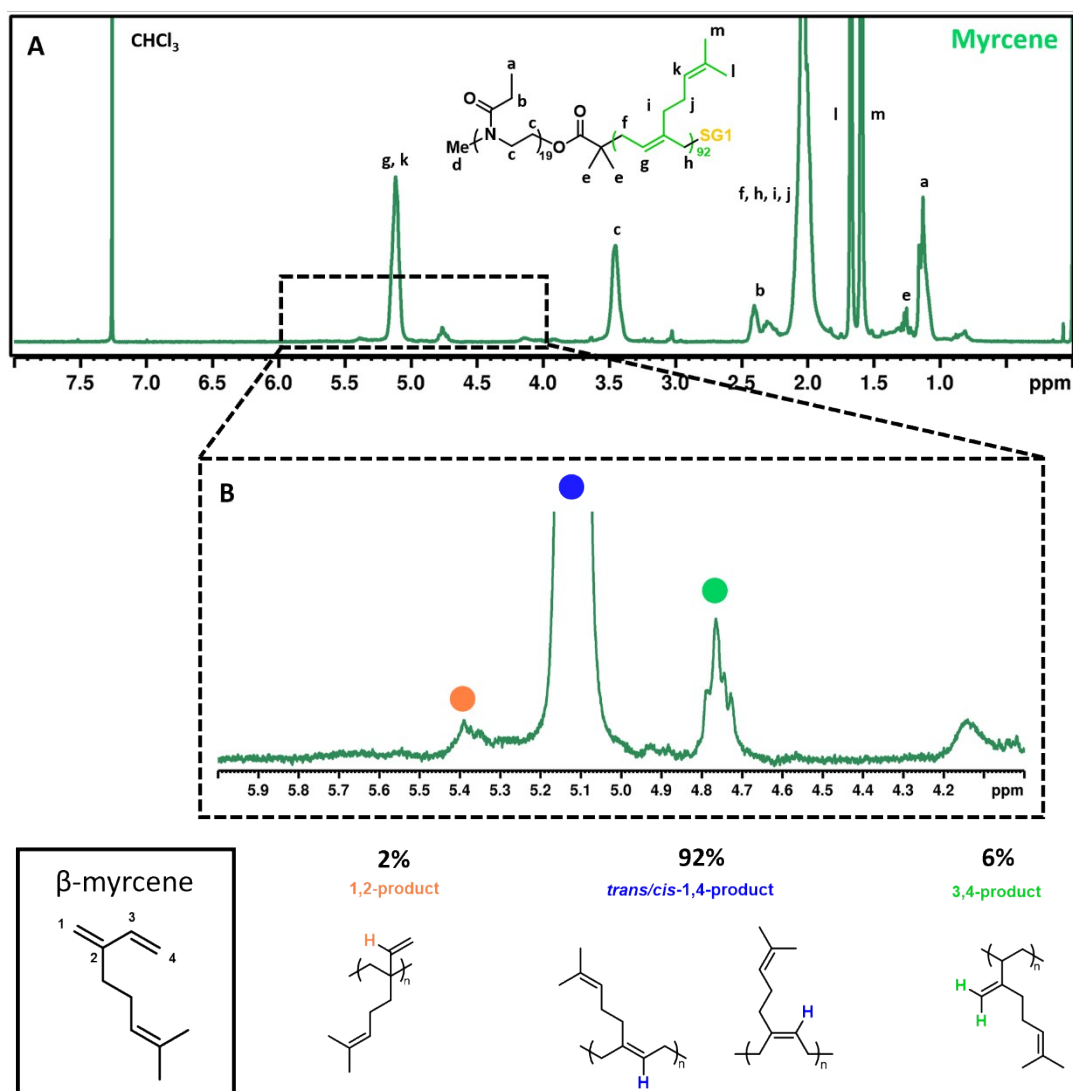 A
CHCl3
Myrcene
a
b
O
N
Me
d
c
c
19
O
O
e
e
f
g
i
j
k
l
m
h
92
SG1
g, k
c
b
f, h, i, j
l
m
e
a
7.5 7.0 6.5 6.0 5.5 5.0 4.5 4.0 3.5 3.0 2.5 2.0 1.5 1.0 ppm
B
5.9 5.8 5.7 5.6 5.5 5.4 5.3 5.2 5.1 5.0 4.9 4.8 4.7 4.6 4.5 4.4 4.3 4.2 ppm
β-myrcene
1
2
3
4
2%
1,2-product
H
n
92%
trans/cis-1,4-product
H
n
H
n
6%
3,4-product
n
H
H